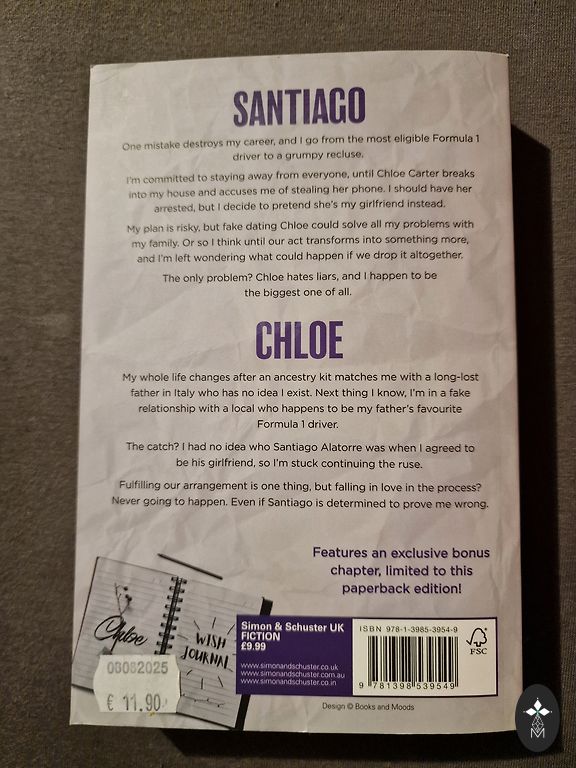 SANTIAGO
One mistake destroys my career, and I go from the most eligible Formula 1
driver to a grumpy recluse.
I'm committed to staying away from everyone, until Chloe Carter breaks
into my house and accuses me of stealing her phone. I should have her
arrested, but I decide to pretend she's my girlfriend instead.
My plan is risky, but fake dating Chloe could solve all my problems with
my family. Or so I think until our act transforms into something more,
and I'm left wondering what could happen if we drop it altogether.
The only problem? Chloe hates liars, and I happen to be
the biggest one of all.
CHLOE
My whole life changes after an ancestry kit matches me with a long-lost
father in Italy who has no idea I exist. Next thing I know, I'm in a fake
relationship with a local who happens to be my father's favourite
Formula 1 driver.
The catch? I had no idea who Santiago Alatorre was when I agreed to
be his girlfriend, so I'm stuck continuing the ruse.
Fulfilling our arrangement is one thing, but falling in love in the process?
Never going to happen. Even if Santiago is determined to prove me wrong.
Features an exclusive bonus
chapter, limited to this
paperback edition!
Chloe
WISH
JOURNAL
08082025
€ 11.90
Simon & Schuster UK
FICTION
£9.99
www.simonandschuster.co.uk
www.simonandschuster.com.au
www.simonandschuster.co.in
ISBN 978-1-3985-3954-9
9 781398 539549
FSC
Design © Books and Moods